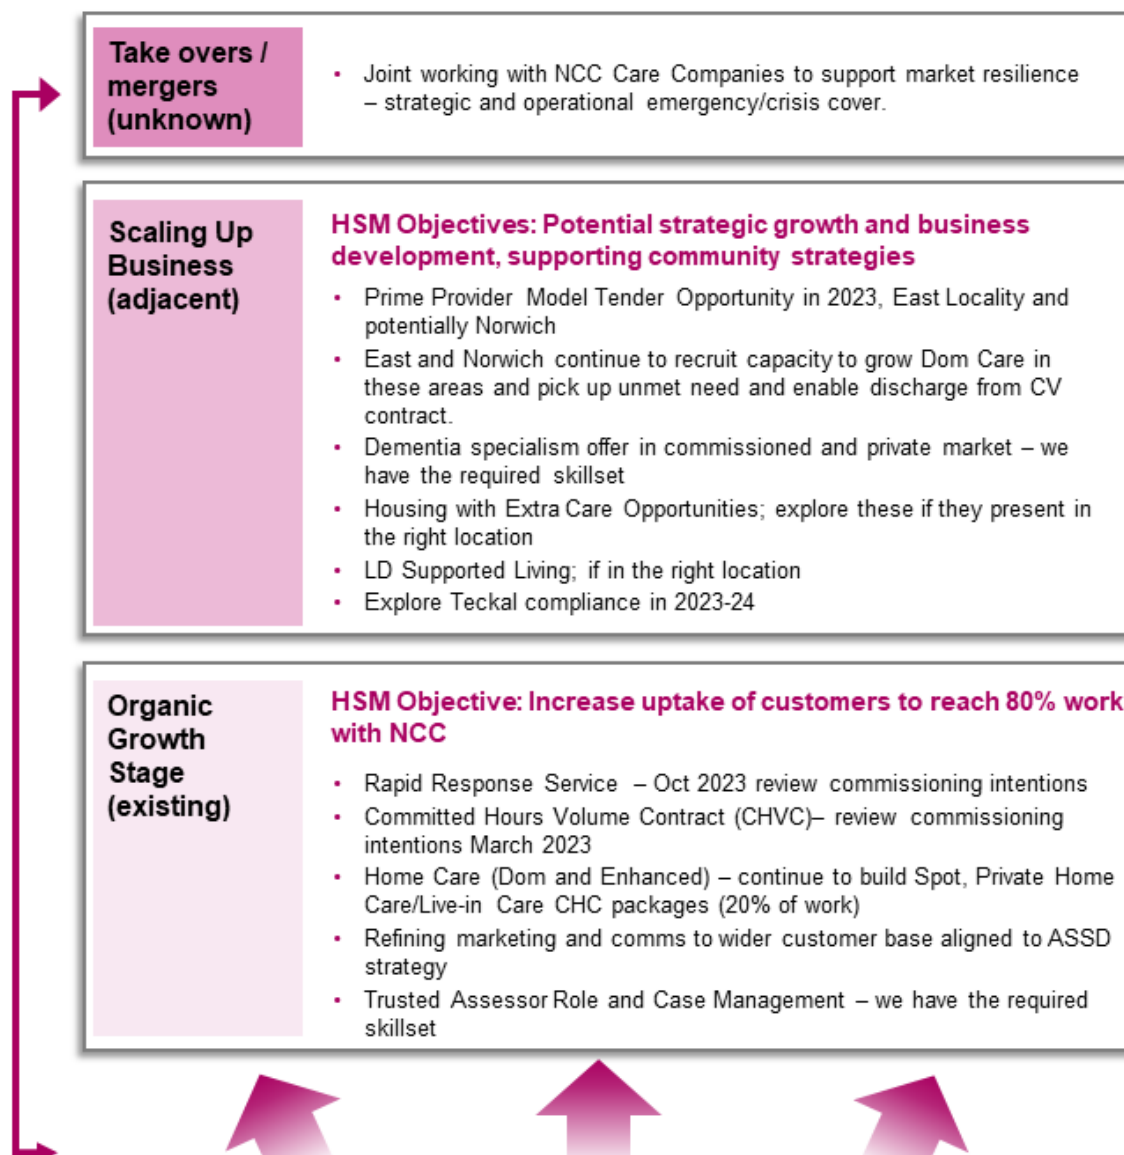 Take overs /
mergers
(unknown)
• Joint working with NCC Care Companies to support market resilience
– strategic and operational emergency/crisis cover.
Scaling Up
Business
(adjacent)
HSM Objectives: Potential strategic growth and business
development, supporting community strategies
• Prime Provider Model Tender Opportunity in 2023, East Locality and
potentially Norwich
• East and Norwich continue to recruit capacity to grow Dom Care in
these areas and pick up unmet need and enable discharge from CV
contract.
• Dementia specialism offer in commissioned and private market – we
have the required skillset
• Housing with Extra Care Opportunities; explore these if they present in
the right location
• LD Supported Living; if in the right location
• Explore Teckal compliance in 2023-24
Organic
Growth
Stage
(existing)
HSM Objective: Increase uptake of customers to reach 80% work
with NCC
• Rapid Response Service – Oct 2023 review commissioning intentions
• Committed Hours Volume Contract (CHVC)– review commissioning
intentions March 2023
• Home Care (Dom and Enhanced) – continue to build Spot, Private Home
Care/Live-in Care CHC packages (20% of work)
• Refining marketing and comms to wider customer base aligned to ASSD
strategy
• Trusted Assessor Role and Case Management – we have the required
skillset